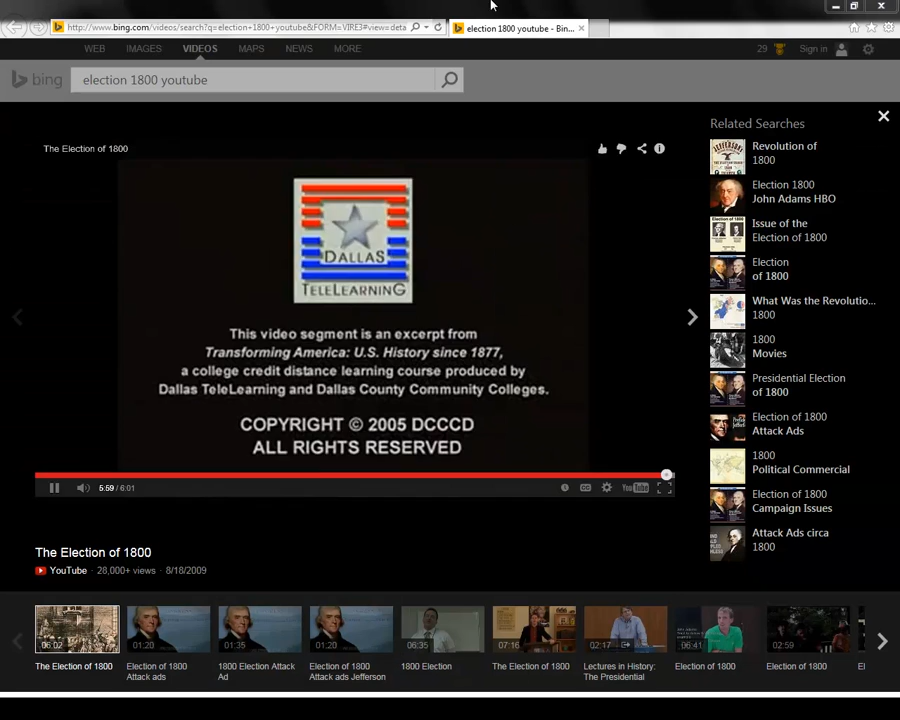 http://www.bing.com/videos/search?q=election+1800+youtube&FORM=VIRE3#view=deta
election 1800 youtube - Bin...
WEB
IMAGES
VIDEOS
MAPS
NEWS
MORE
29
Sign in
bing
election 1800 youtube
The Election of 1800
DALLAS
TELELEARNING
This video segment is an excerpt from
Transforming America: U.S. History since 1877,
a college credit distance learning course produced by
Dallas TeleLearning and Dallas County Community Colleges.
COPYRIGHT © 2005 DCCCD
ALL RIGHTS RESERVED
5:59 / 6:01
CC
YouTube
The Election of 1800
YouTube · 28,000+ views · 8/18/2009
Related Searches
Revolution of
1800
Election 1800
John Adams HBO
Issue of the
Election of 1800
Election
of 1800
What Was the Revolutio...
1800
1800
Movies
Presidential Election
of 1800
Election of 1800
Attack Ads
1800
Political Commercial
Election of 1800
Campaign Issues
Attack Ads circa
1800
06:02
The Election of 1800
01:20
Election of 1800
Attack ads
01:35
1800 Election Attack
Ad
01:20
Election of 1800
Attack ads Jefferson
06:35
1800 Election
07:16
The Election of 1800
02:17
Lectures in History:
The Presidential
06:41
Election of 1800
02:59
Election of 1800